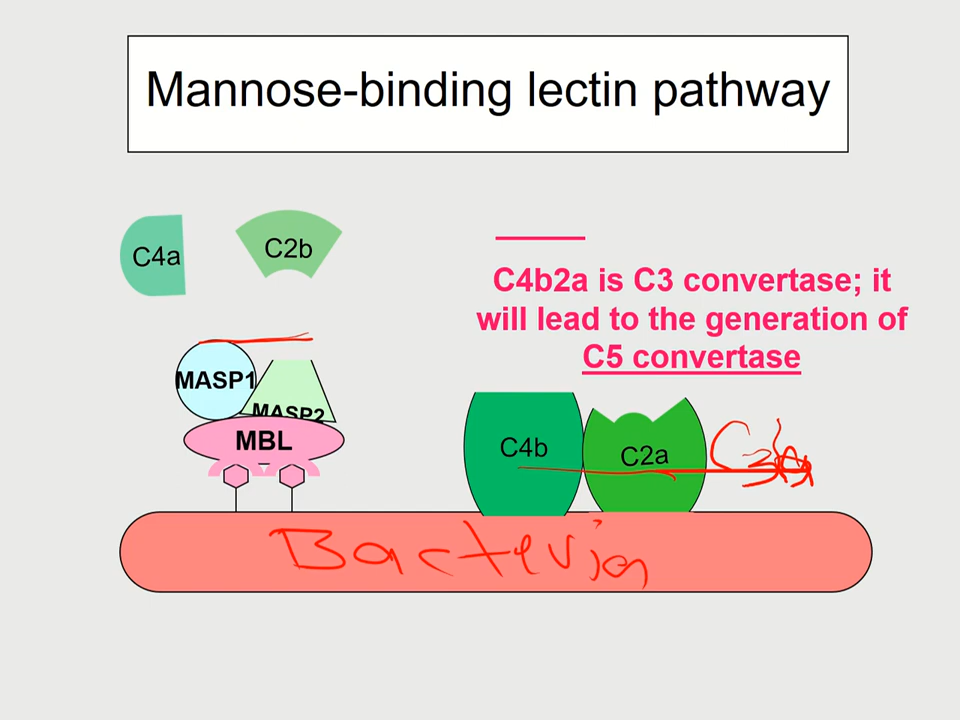 Mannose-binding lectin pathway
C4a
C2b
C4b2a is C3 convertase; it
will lead to the generation of
C5 convertase
MASP1
MASP2
MBL
C4b
C2a
Bacteria